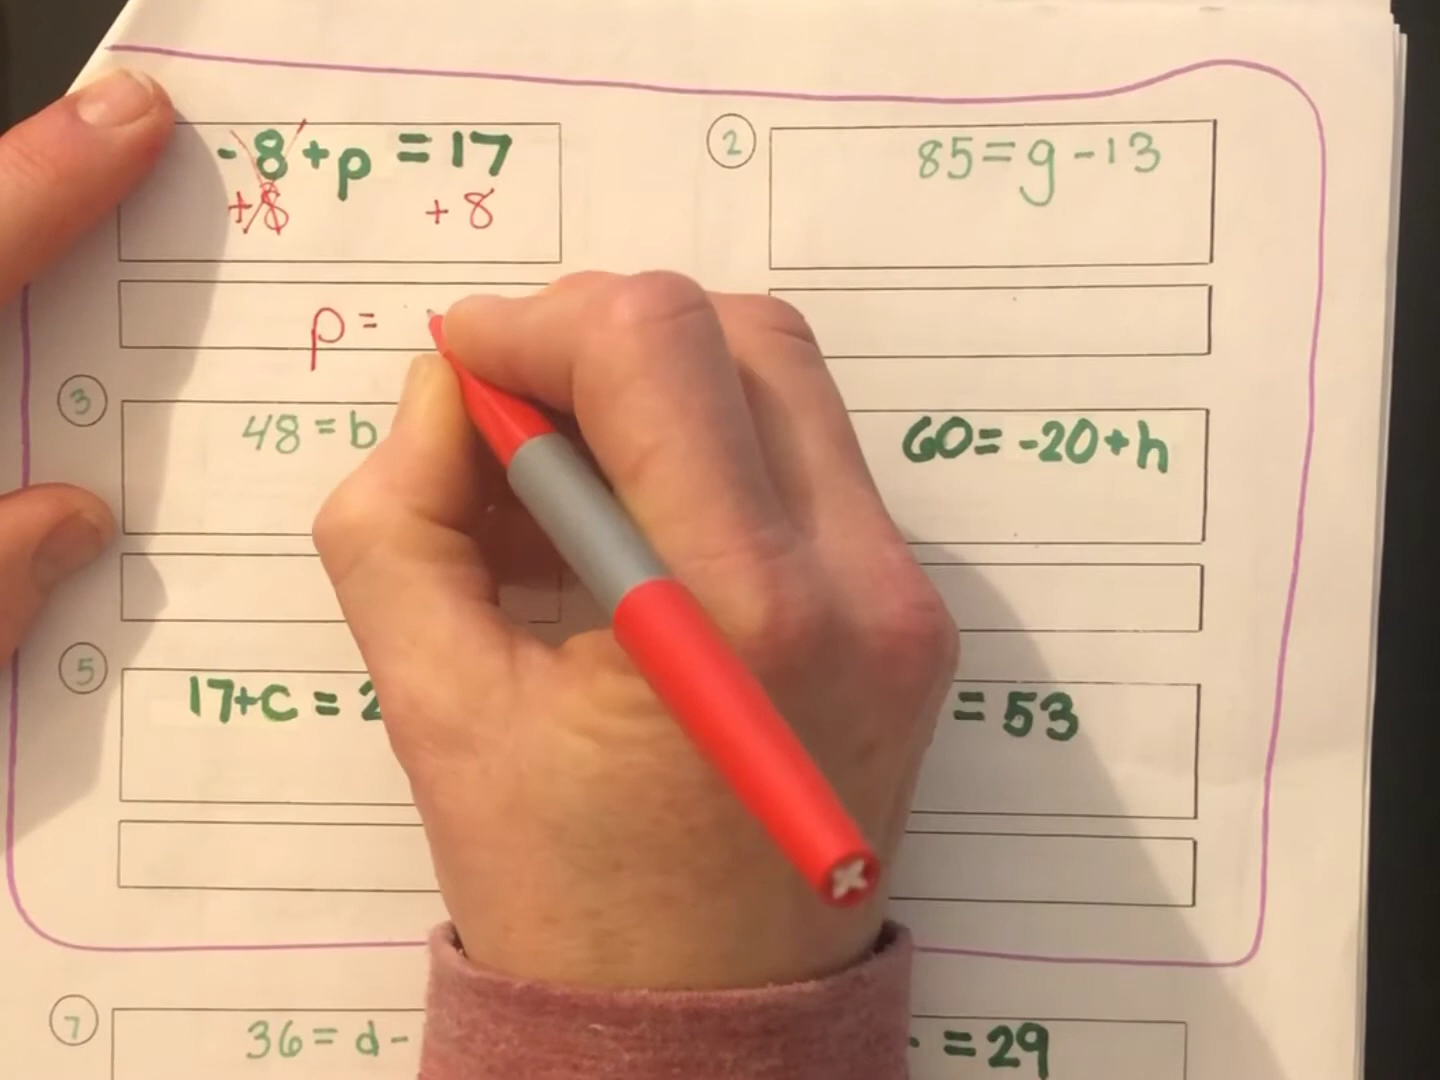 -8+p = 17
+8 +8
p =
2
85=g-13
3
48=b
60=-20+h
5
17+C = 2
=53
7
36=d-
=29